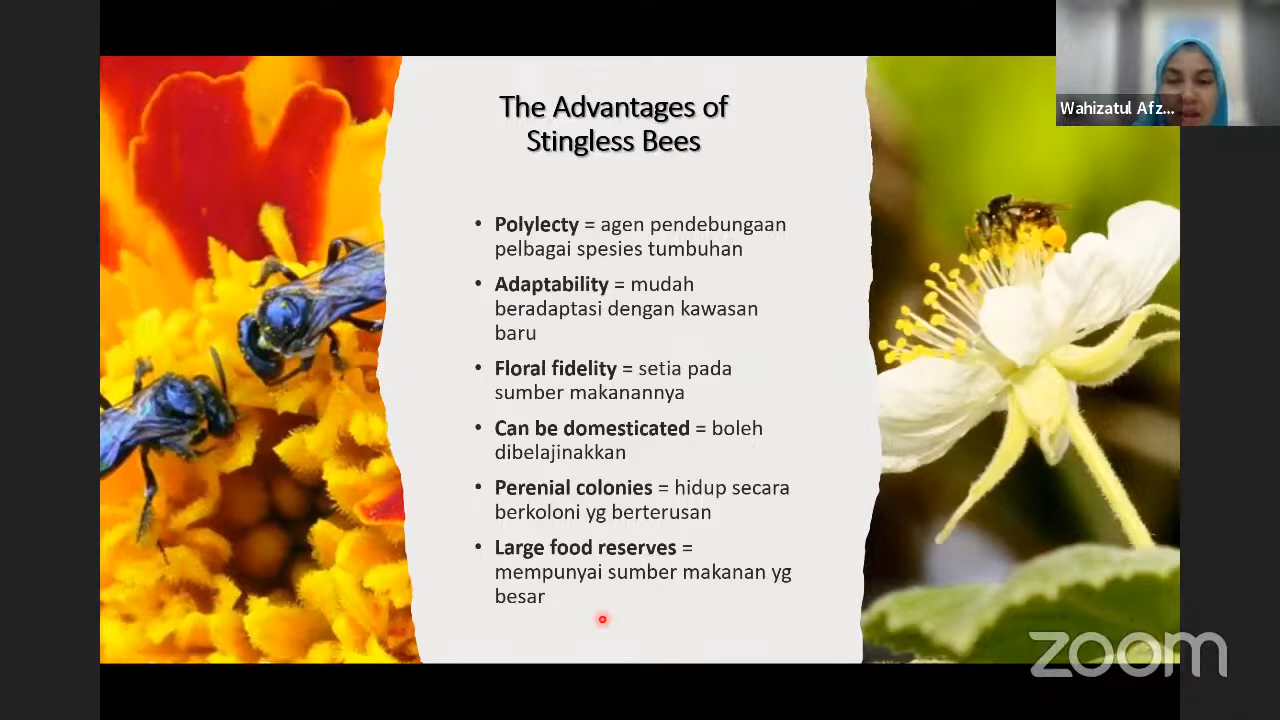 The Advantages of
Stingless Bees
• Polylecty = agen pendebungaan
pelbagai spesies tumbuhan
• Adaptability = mudah
beradaptasi dengan kawasan
baru
• Floral fidelity = setia pada
sumber makanannya
• Can be domesticated = boleh
dibelajinakkan
• Perenial colonies = hidup secara
berkoloni yg berterusan
• Large food reserves =
mempunyai sumber makanan yg
besar
Wahizatul Afz...
zoom